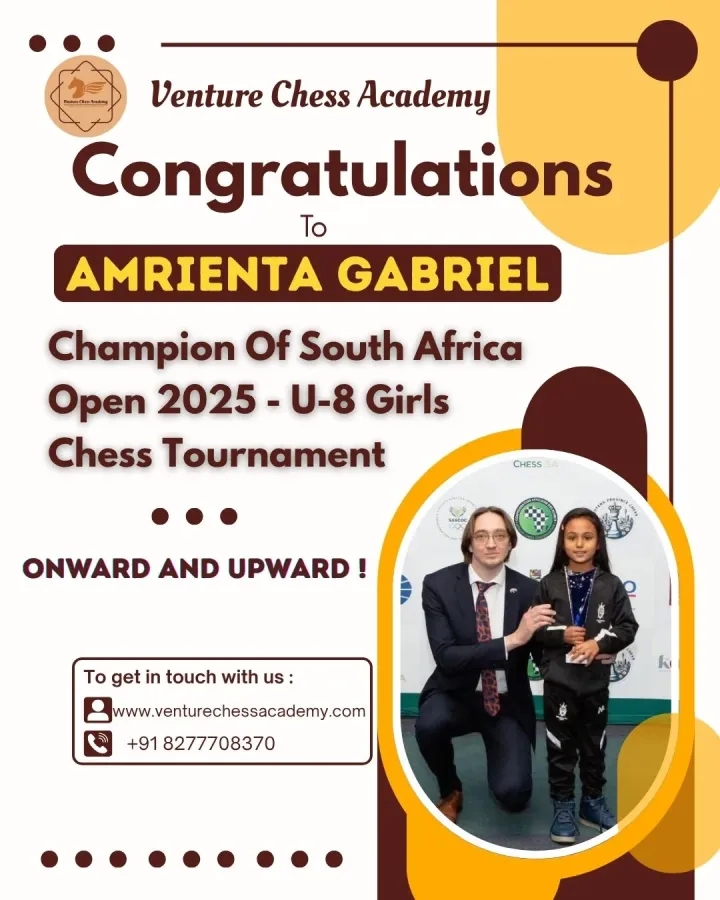 Venture Chess Academy
Congratulations
To
AMRIENTA GABRIEL
Champion Of South Africa
Open 2025 - U-8 Girls
Chess Tournament
ONWARD AND UPWARD !
To get in touch with us :
www.venturechessacademy.com
+91 8277708370
CHESS SA